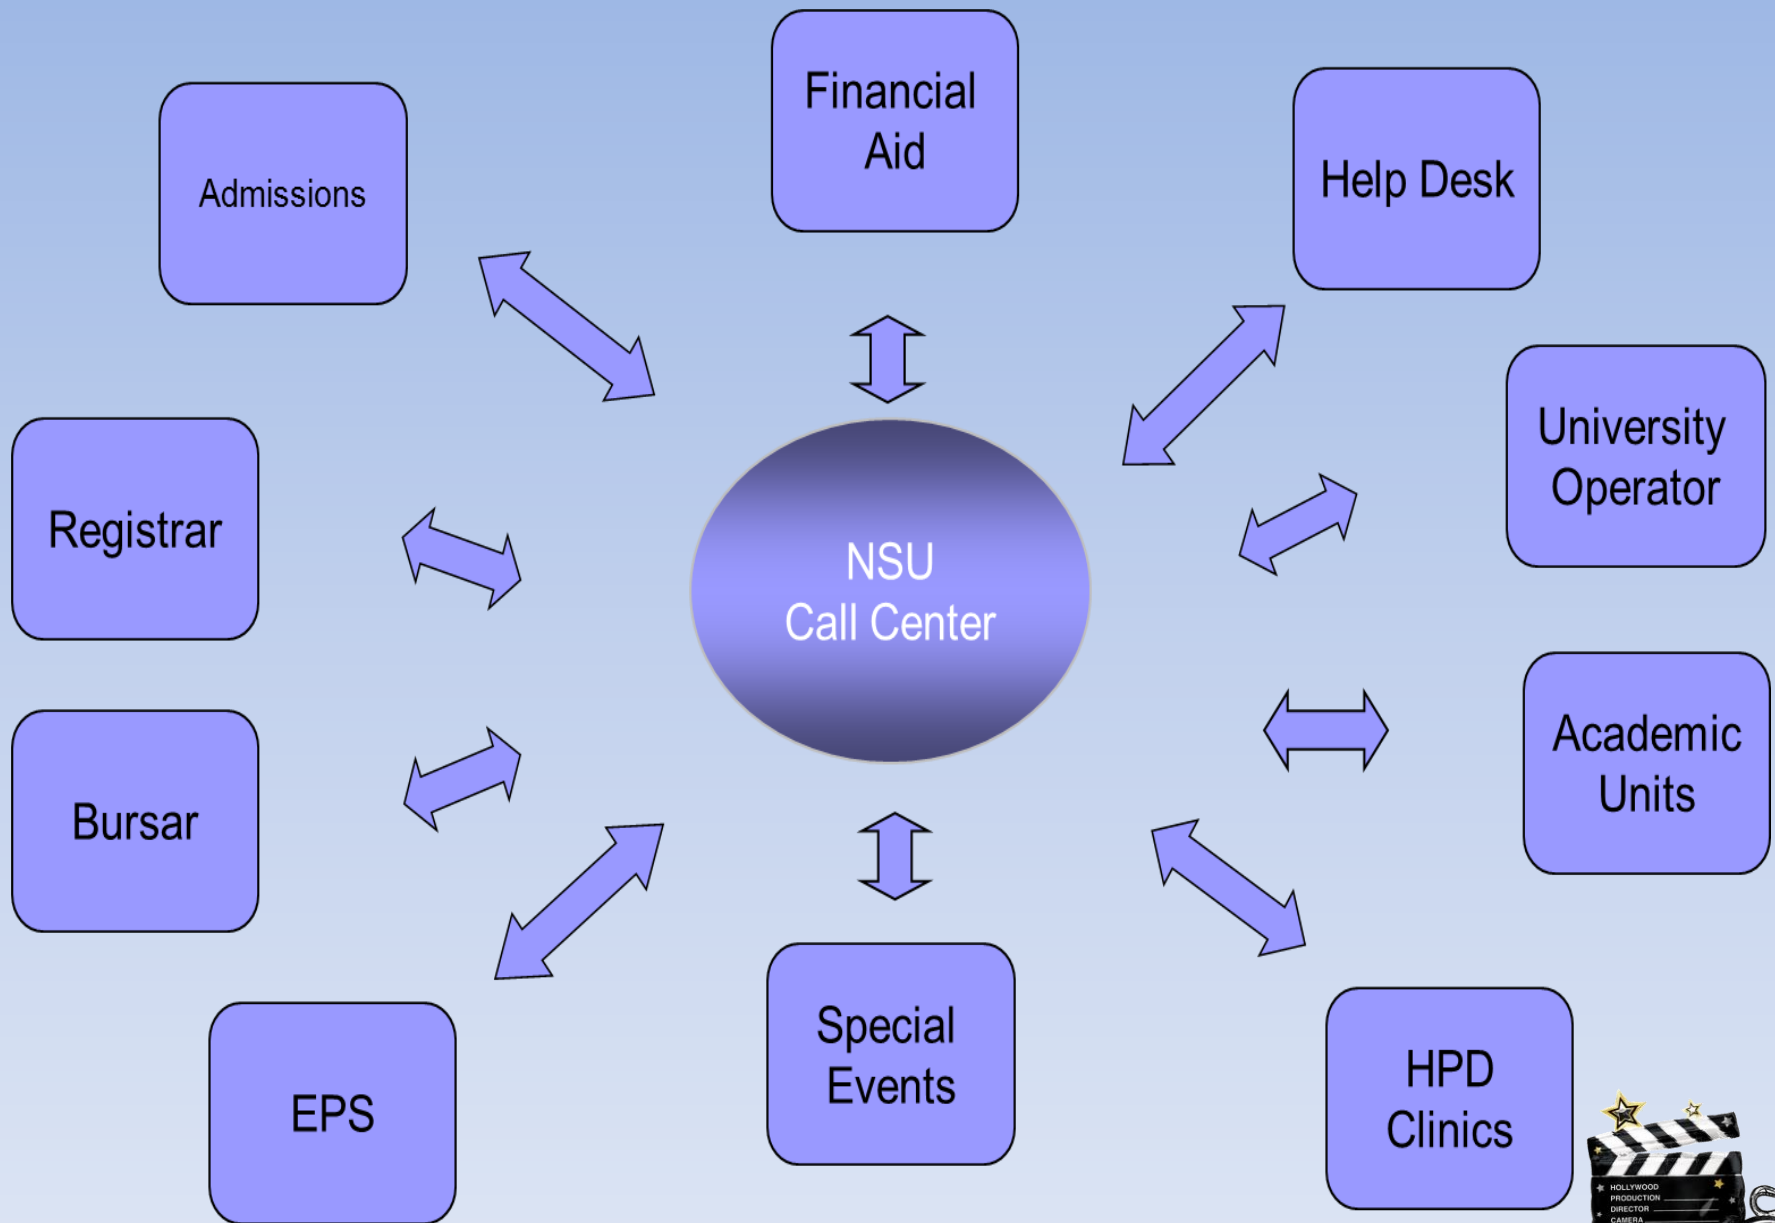 Financial
Aid
Admissions
Help Desk
University
Operator
Registrar
NSU
Call Center
Academic
Units
Bursar
Special
Events
EPS
HPD
Clinics
HOLLYWOOD
PRODUCTION
DIRECTOR
CAMERA